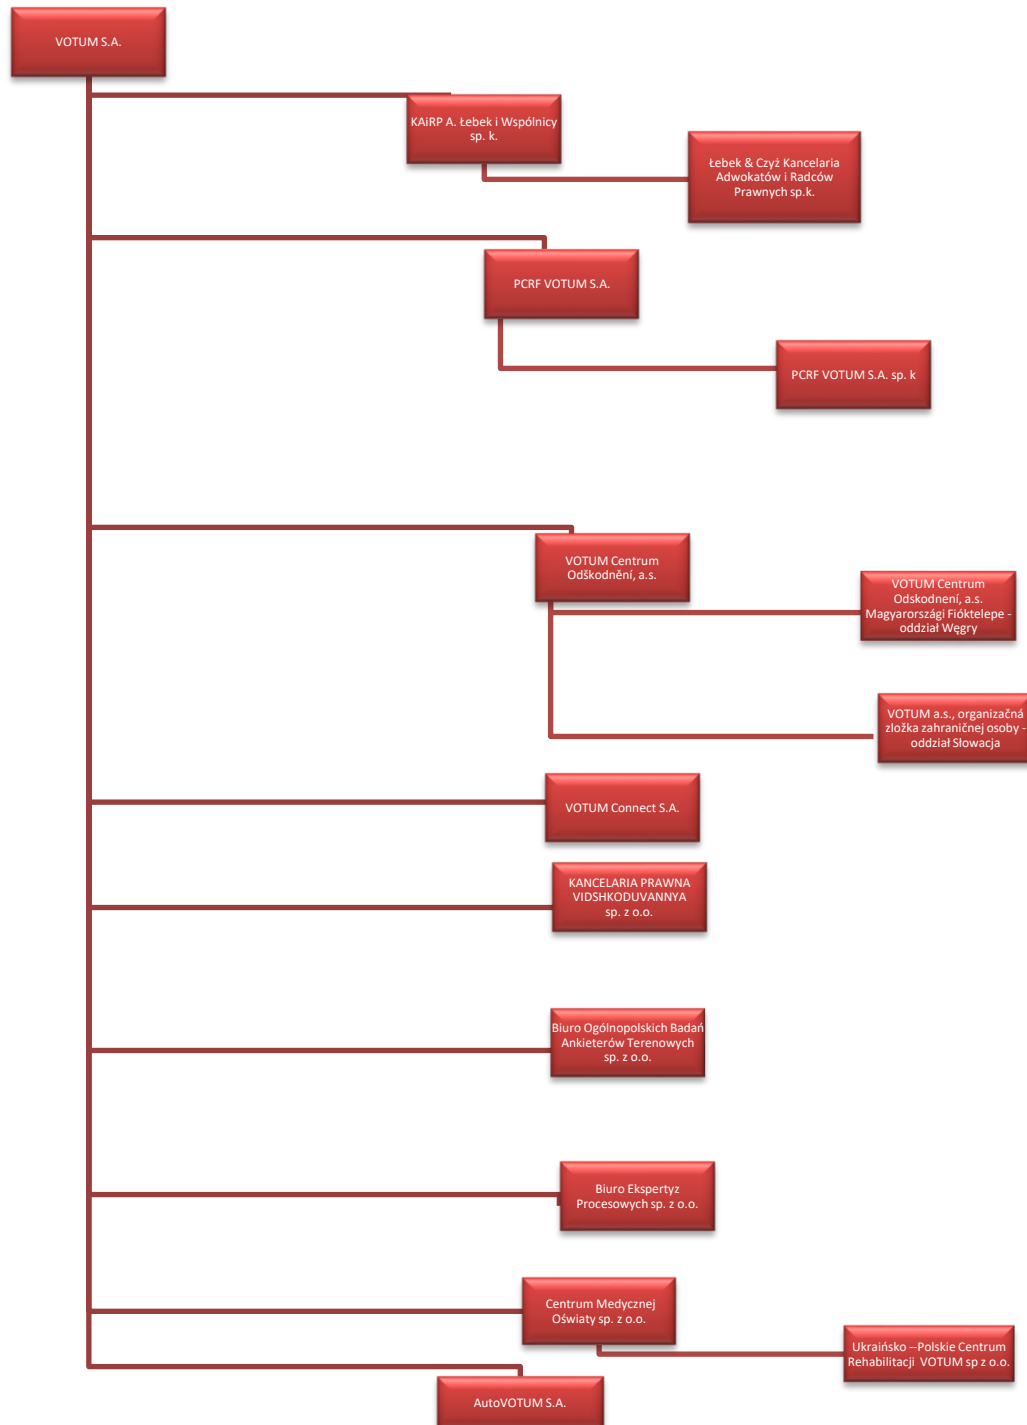 VOTUM S.A.
KAiRP A. Łebek i Wspólnicy
sp. k.
Łebek & Czyż Kancelaria
Adwokatów i Radców
Prawnych sp.k.
PCRF VOTUM S.A.
PCRF VOTUM S.A. sp. k
VOTUM Centrum
Odškodnění, a.s.
VOTUM Centrum
Odskodnení, a.s.
Magyarországi Fióktelepe -
oddział Węgry
VOTUM a.s., organizačná
zložka zahraničnej osoby -
oddział Słowacja
VOTUM Connect S.A.
KANCELARIA PRAWNA
VIDSHKODUVANNYA
sp. z o.o.
Biuro Ogólnopolskich Badań
Ankieterów Terenowych
sp. z o.o.
Biuro Ekspertyz
Procesowych sp. z o.o.
Centrum Medycznej
Oświaty sp. z o.o.
Ukraińsko --Polskie Centrum
Rehabilitacji VOTUM sp z o.o.
AutoVOTUM S.A.